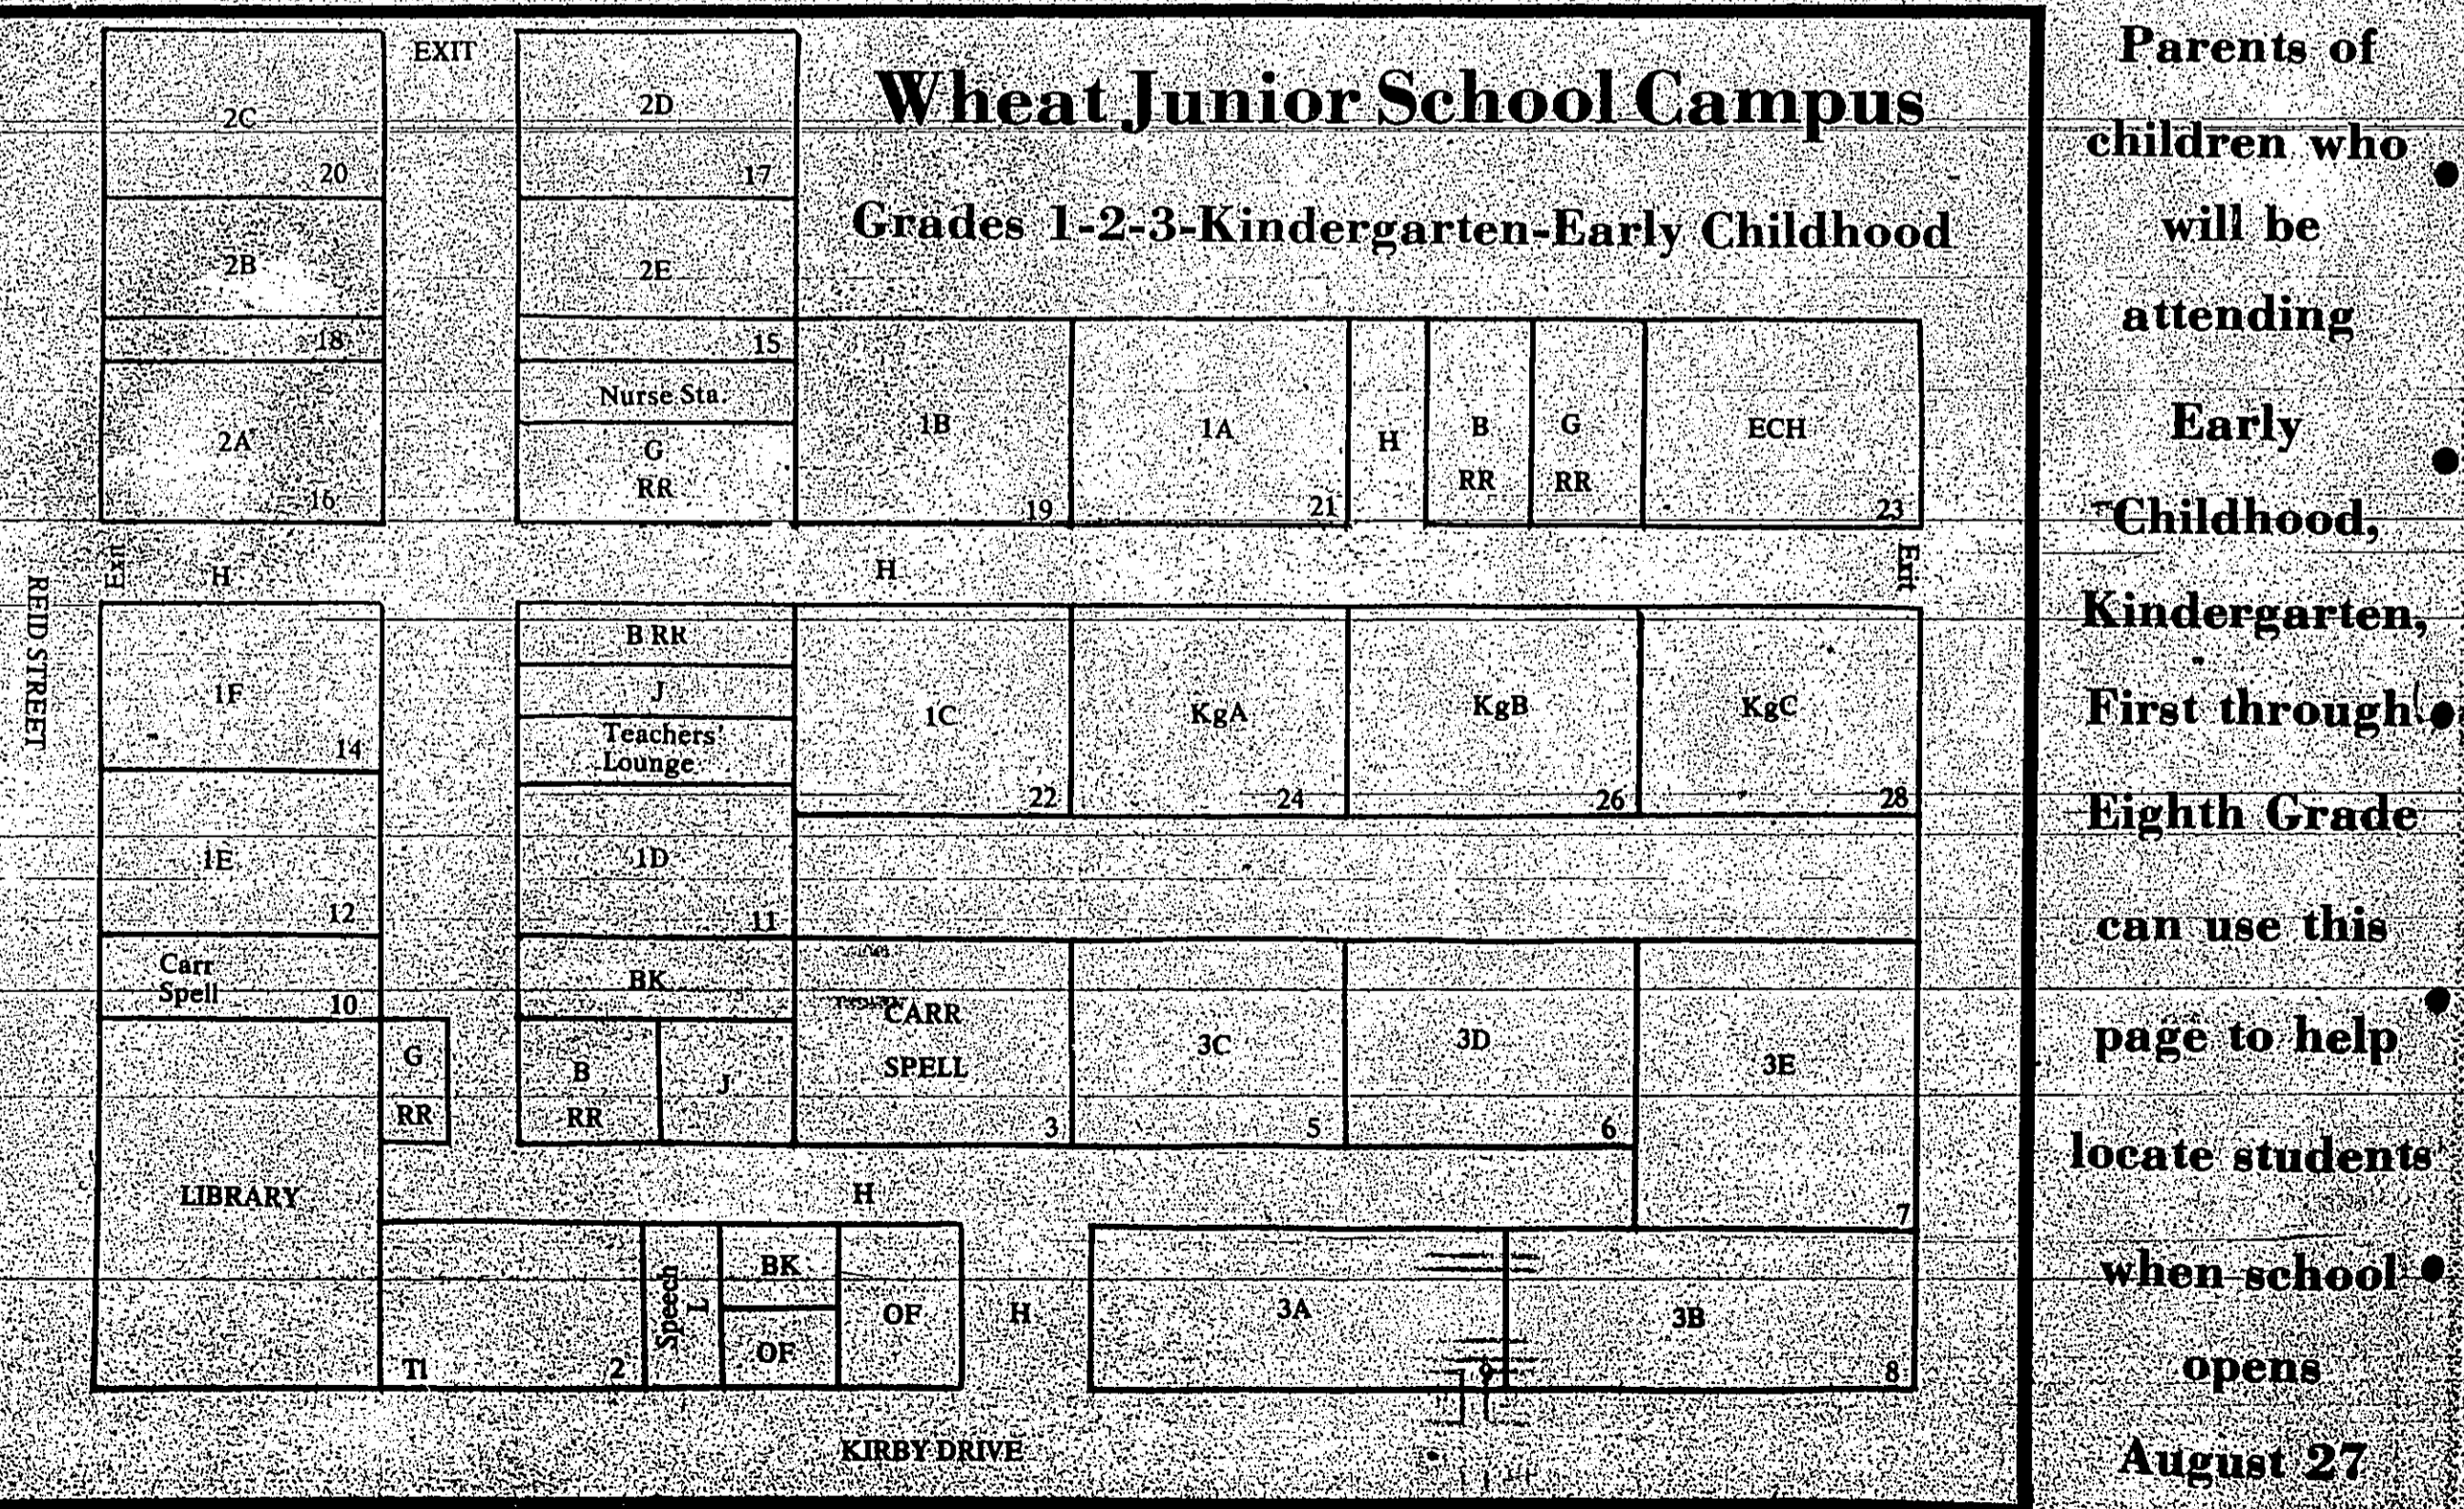 Wheat Junior School Campus
Grades 1-2-3-Kindergarten-Early Childhood
EXIT
2C
20
2D
17
2B
18
2E
15
2A
16
Nurse Sta.
G
RR
1B
19
1A
21
H
B
RR
G
RR
ECH
23
REID STREET
Exit
H
H
Exit
1F
14
B RR
J
Teachers'
Lounge
1C
22
KgA
24
KgB
26
KgC
28
1E
12
1D
11
Carr
Spell
10
BK
G
RR
B
RR
J
CARR
SPELL
3
3C
5
3D
6
3E
7
LIBRARY
H
Tl
2
Speech
L
BK
OF
OF
H
3A
9
3B
8
KIRBY DRIVE
Parents of
children who
will be
attending
Early
Childhood,
Kindergarten,
First through
Eighth Grade
can use this
page to help
locate students
when school
opens
August 27